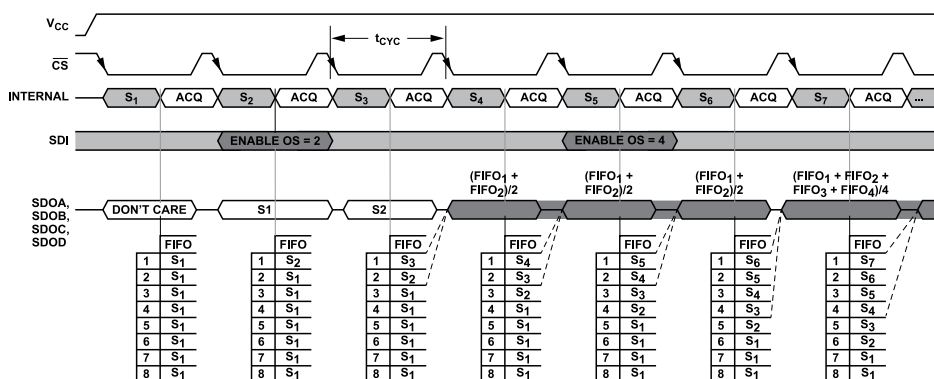 VCC
tCYC
CS
INTERNAL S1 ACQ S2 ACQ S3 ACQ S4 ACQ S5 ACQ S6 ACQ S7 ACQ ...
SDI ENABLE OS = 2 ENABLE OS = 4
(FIFO1 + FIFO2)/2 (FIFO1 + FIFO2)/2 (FIFO1 + FIFO2)/2 (FIFO1 + FIFO2 + FIFO3 + FIFO4)/4
SDOA, SDOB, SDOC, SDOD DON'T CARE S1 S2
FIFO FIFO FIFO FIFO FIFO FIFO FIFO
1 S1 1 S2 1 S3 1 S4 1 S5 1 S6 1 S7
2 S1 2 S1 2 S2 2 S3 2 S4 2 S5 2 S6
3 S1 3 S1 3 S1 3 S2 3 S3 3 S4 3 S5
4 S1 4 S1 4 S1 4 S1 4 S2 4 S3 4 S4
5 S1 5 S1 5 S1 5 S1 5 S1 5 S2 5 S3
6 S1 6 S1 6 S1 6 S1 6 S1 6 S1 6 S2
7 S1 7 S1 7 S1 7 S1 7 S1 7 S1 7 S1
8 S1 8 S1 8 S1 8 S1 8 S1 8 S1 8 S1